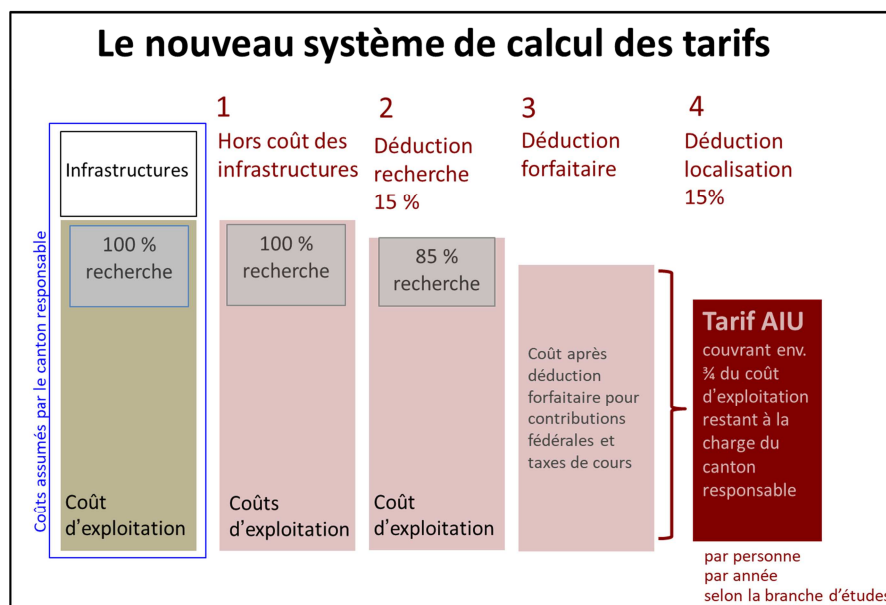 Le nouveau système de calcul des tarifs
Coûts assumés par le canton responsable
Infrastructures
100 %
recherche
Coût
d’exploitation
1
Hors coût des
infrastructures
100 %
recherche
Coûts
d’exploitation
2
Déduction
recherche
15 %
85 %
recherche
Coût
d’exploitation
3
Déduction
forfaitaire
Coût après
déduction
forfaitaire pour
contributions
fédérales et
taxes de cours
4
Déduction
localisation
15%
Tarif AIU
couvrant env.
¾ du coût
d’exploitation
restant à la
charge du
canton
responsable
par personne
par année
selon la branche d’études